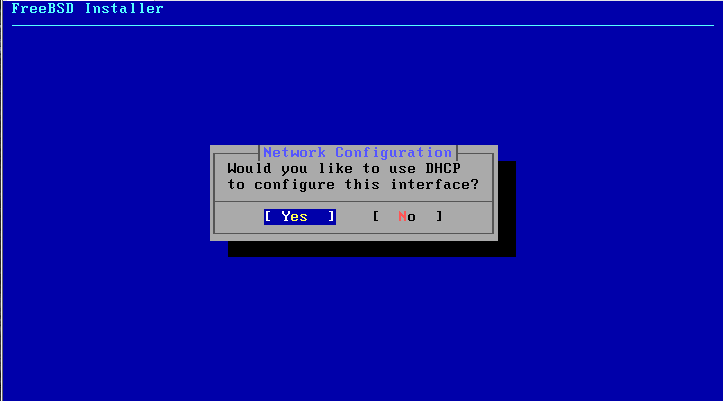 FreeBSD Installer
Network Configuration
Would you like to use DHCP
to configure this interface?
[ Yes ] [ No ]